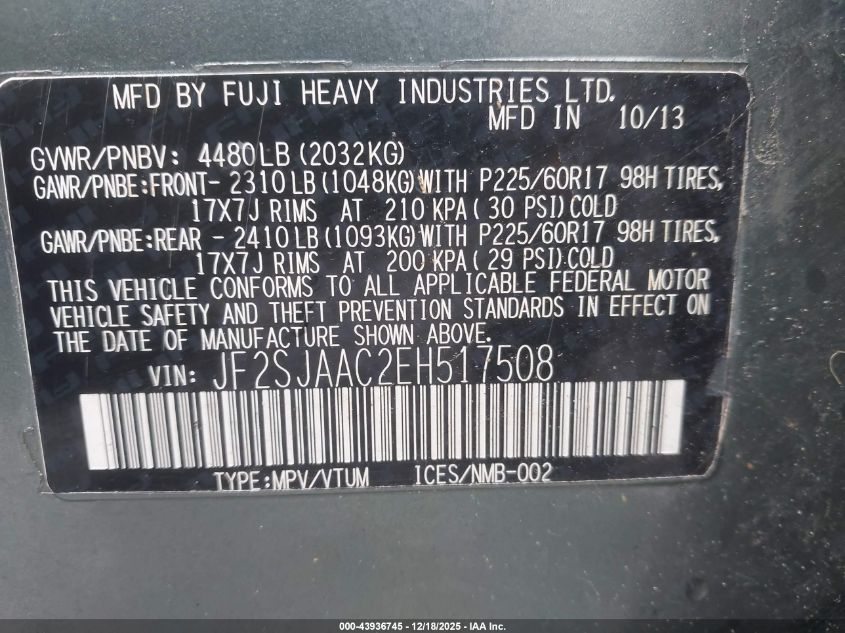 MFD BY FUJI HEAVY INDUSTRIES LTD.
MFD IN 10/13
GVWR/PNBV: 4480LB (2032KG)
GAWR/PNBE:FRONT- 2310 LB (1048KG) WITH P225/60R17 98H TIRES,
17X7J RIMS AT 210 KPA ( 30 PSI) COLD
GAWR/PNBE:REAR - 2410 LB (1093KG) WITH P225/60R17 98H TIRES,
17X7J RIMS AT 200 KPA (29 PSI).COLD
THIS VEHICLE CONFORMS TO ALL APPLICABLE FEDERAL MOTOR
VEHICLE SAFETY AND THEFT PREVENTION STANDARDS IN EFFECT ON
THE DATE OF MANUFACTURE SHOWN ABOVE.
VIN: JF2SJAAC2EH517508
TYPE:MPV/VTUM ICES/NMB-002
000-43936745 — 12/18/2025 — IAA Inc.